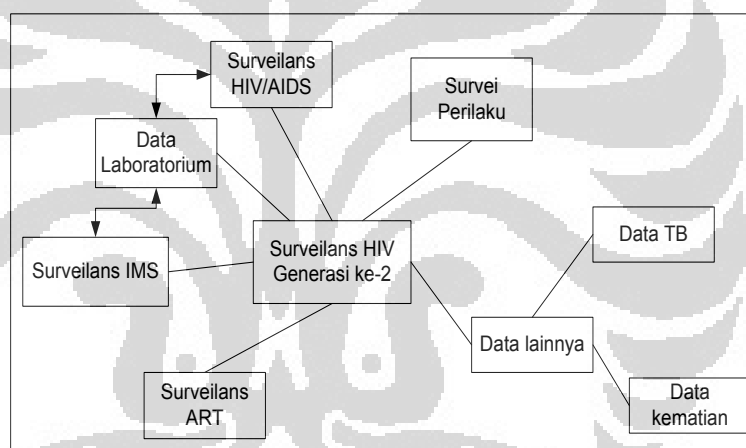 Surveilans
HIV/AIDS
Survei
Perilaku
Data
Laboratorium
Surveilans IMS
Surveilans HIV
Generasi ke-2
Data TB
Data lainnya
Surveilans
ART
Data
kematian